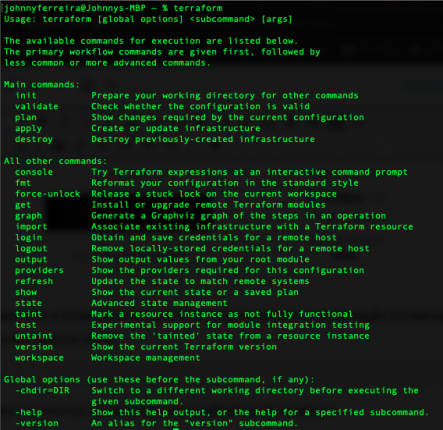 johnnyferreira@Johnnys-MBP ~ % terraform
Usage: terraform [global options] <subcommand> [args]
The available commands for execution are listed below.
The primary workflow commands are given first, followed by
less common or more advanced commands.
Main commands:
init Prepare your working directory for other commands
validate Check whether the configuration is valid
plan Show changes required by the current configuration
apply Create or update infrastructure
destroy Destroy previously-created infrastructure
All other commands:
console Try Terraform expressions at an interactive command prompt
fmt Reformat your configuration in the standard style
force-unlock Release a stuck lock on the current workspace
get Install or upgrade remote Terraform modules
graph Generate a Graphviz graph of the steps in an operation
import Associate existing infrastructure with a Terraform resource
login Obtain and save credentials for a remote host
logout Remove locally-stored credentials for a remote host
output Show output values from your root module
providers Show the providers required for this configuration
refresh Update the state to match remote systems
show Show the current state or a saved plan
state Advanced state management
taint Mark a resource instance as not fully functional
test Experimental support for module integration testing
untaint Remove the 'tainted' state from a resource instance
version Show the current Terraform version
workspace Workspace management
Global options (use these before the subcommand, if any):
-chdir=DIR Switch to a different working directory before executing the
given subcommand.
-help Show this help output, or the help for a specified subcommand.
-version An alias for the "version" subcommand.